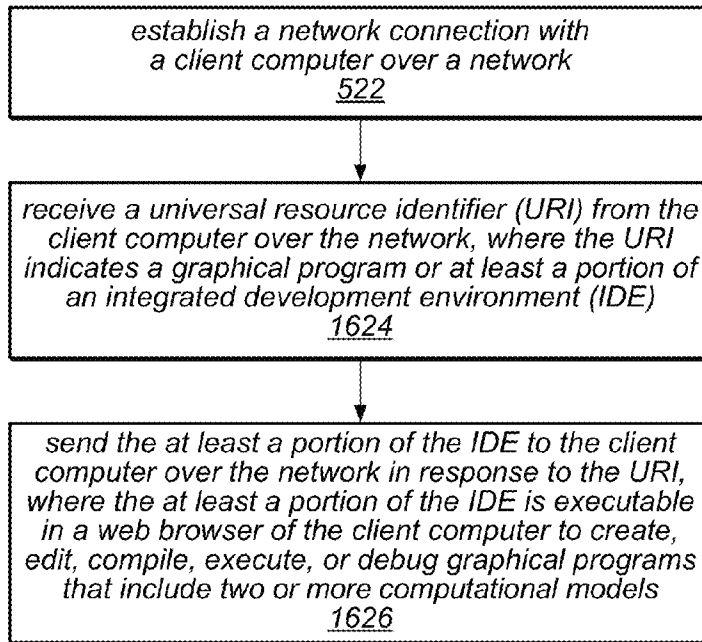 establish a network connection with
a client computer over a network
522
receive a universal resource identifier (URI) from the
client computer over the network, where the URI
indicates a graphical program or at least a portion of
an integrated development environment (IDE)
1624
send the at least a portion of the IDE to the client
computer over the network in response to the URI,
where the at least a portion of the IDE is executable
in a web browser of the client computer to create,
edit, compile, execute, or debug graphical programs
that include two or more computational models
1626